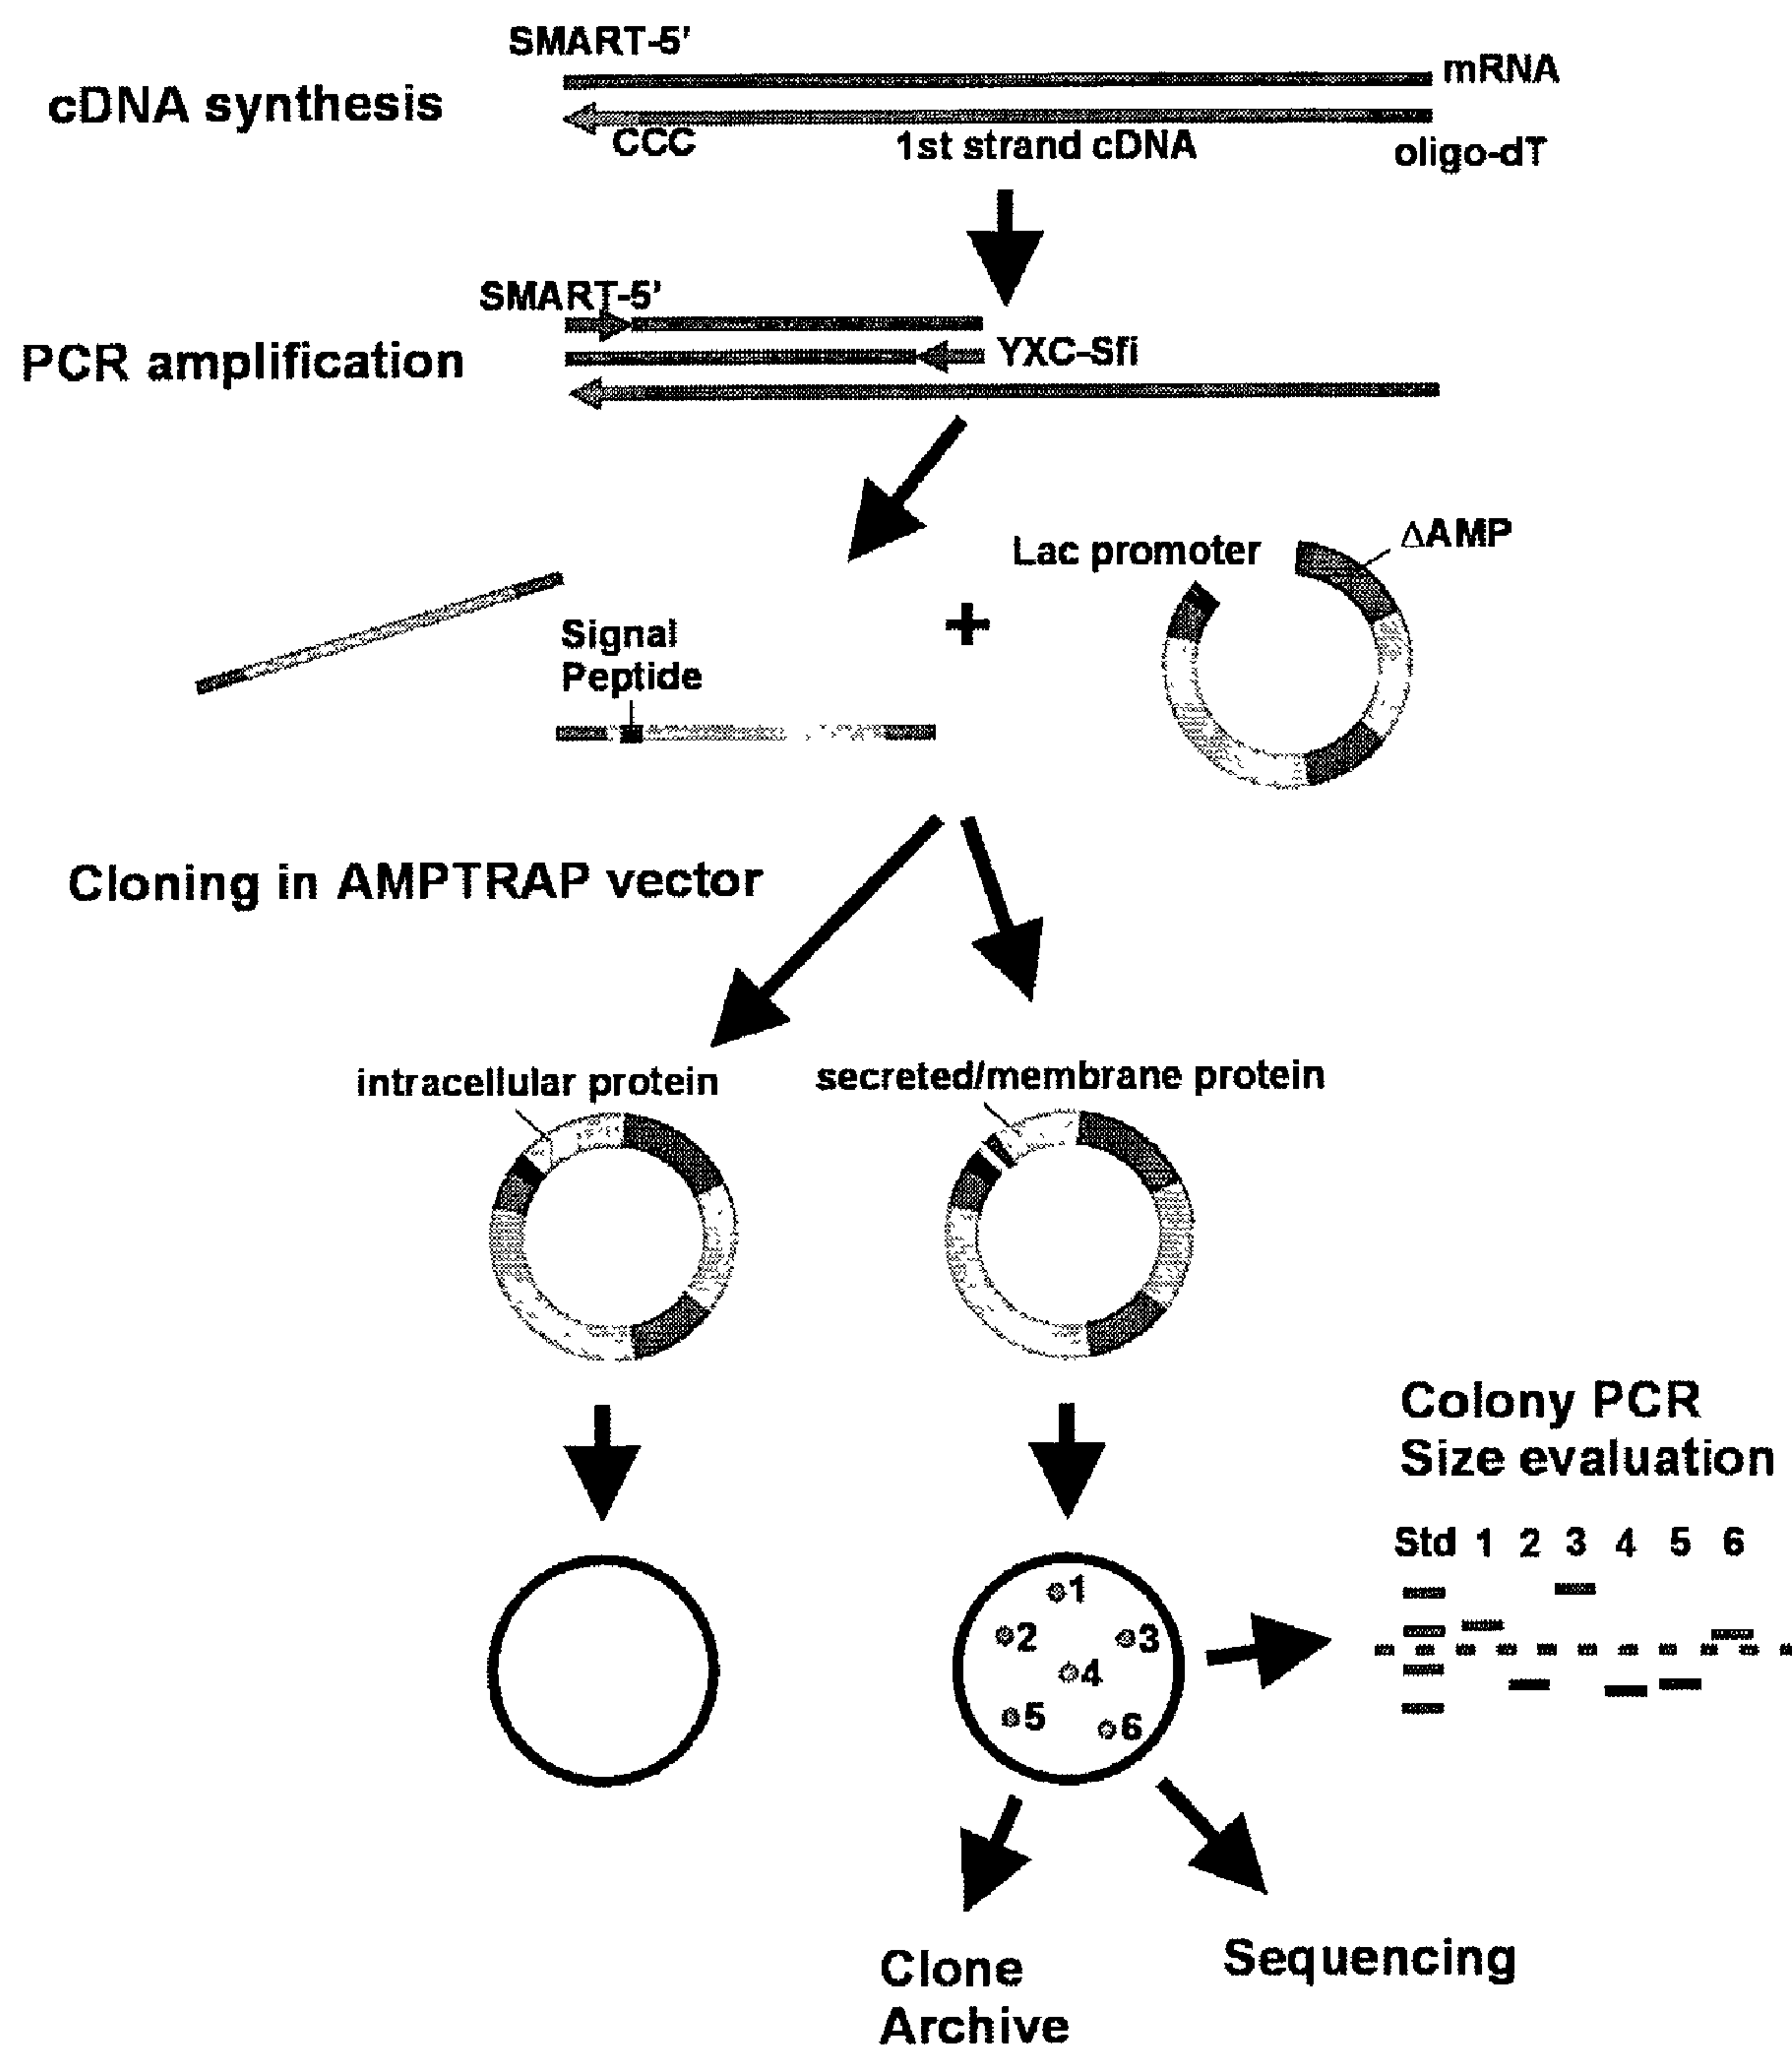 SMART-5'
cDNA synthesis
mRNA
CCC
1st strand cDNA
oligo-dT
SMART-5'
PCR amplification
YXC-Sfi
Lac promoter
ΔAMP
+
Signal
Peptide
Cloning in AMPTRAP vector
intracellular protein
secreted/membrane protein
Colony PCR
Size evaluation
Std 1 2 3 4 5 6
1
2
3
4
5
6
Clone
Archive
Sequencing